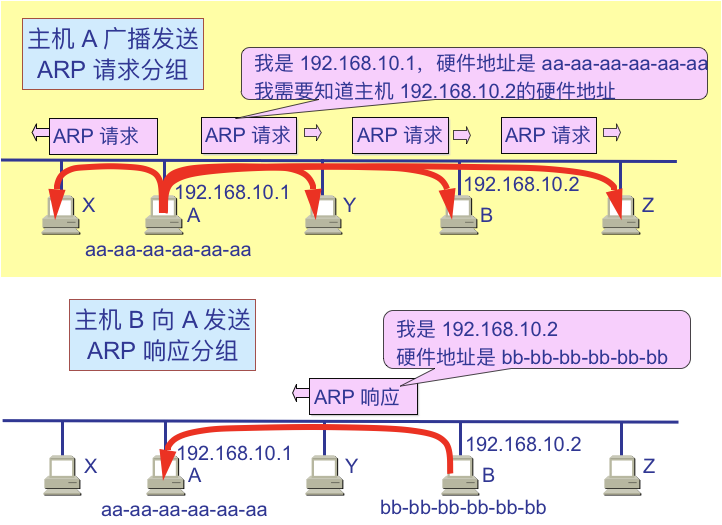 主机 A 广播发送
ARP 请求分组
我是 192.168.10.1，硬件地址是 aa-aa-aa-aa-aa-aa
我需要知道主机 192.168.10.2的硬件地址
ARP 请求
ARP 请求
ARP 请求
ARP 请求
192.168.10.1
192.168.10.2
X
A
Y
B
Z
aa-aa-aa-aa-aa-aa
主机 B 向 A 发送
ARP 响应分组
我是 192.168.10.2
硬件地址是 bb-bb-bb-bb-bb-bb
ARP 响应
192.168.10.1
192.168.10.2
X
A
Y
B
Z
aa-aa-aa-aa-aa-aa
bb-bb-bb-bb-bb-bb